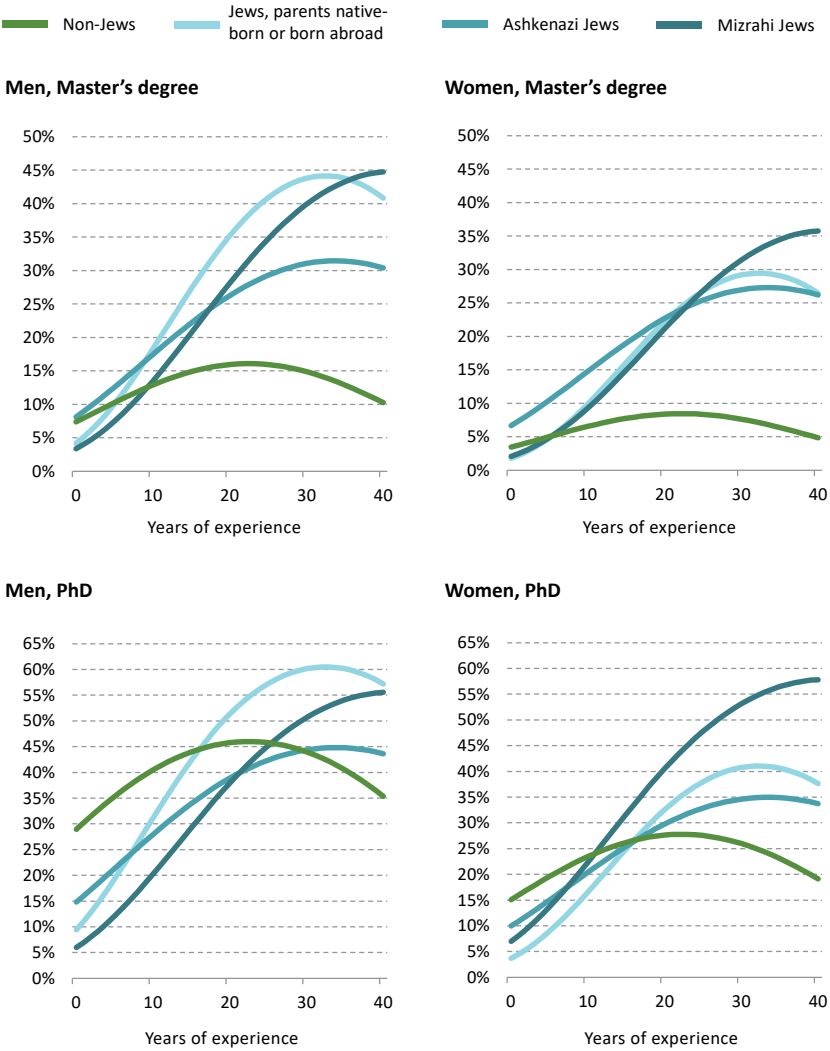 Non-Jews
Jews, parents native-
born or born abroad
Ashkenazi Jews
Mizrahi Jews
Men, Master's degree
50%
45%
40%
35%
30%
25%
20%
15%
10%
5%
0%
0 10 20 30 40
Years of experience
Women, Master's degree
50%
45%
40%
35%
30%
25%
20%
15%
10%
5%
0%
0 10 20 30 40
Years of experience
Men, PhD
65%
60%
55%
50%
45%
40%
35%
30%
25%
20%
15%
10%
5%
0%
0 10 20 30 40
Years of experience
Women, PhD
65%
60%
55%
50%
45%
40%
35%
30%
25%
20%
15%
10%
5%
0%
0 10 20 30 40
Years of experience